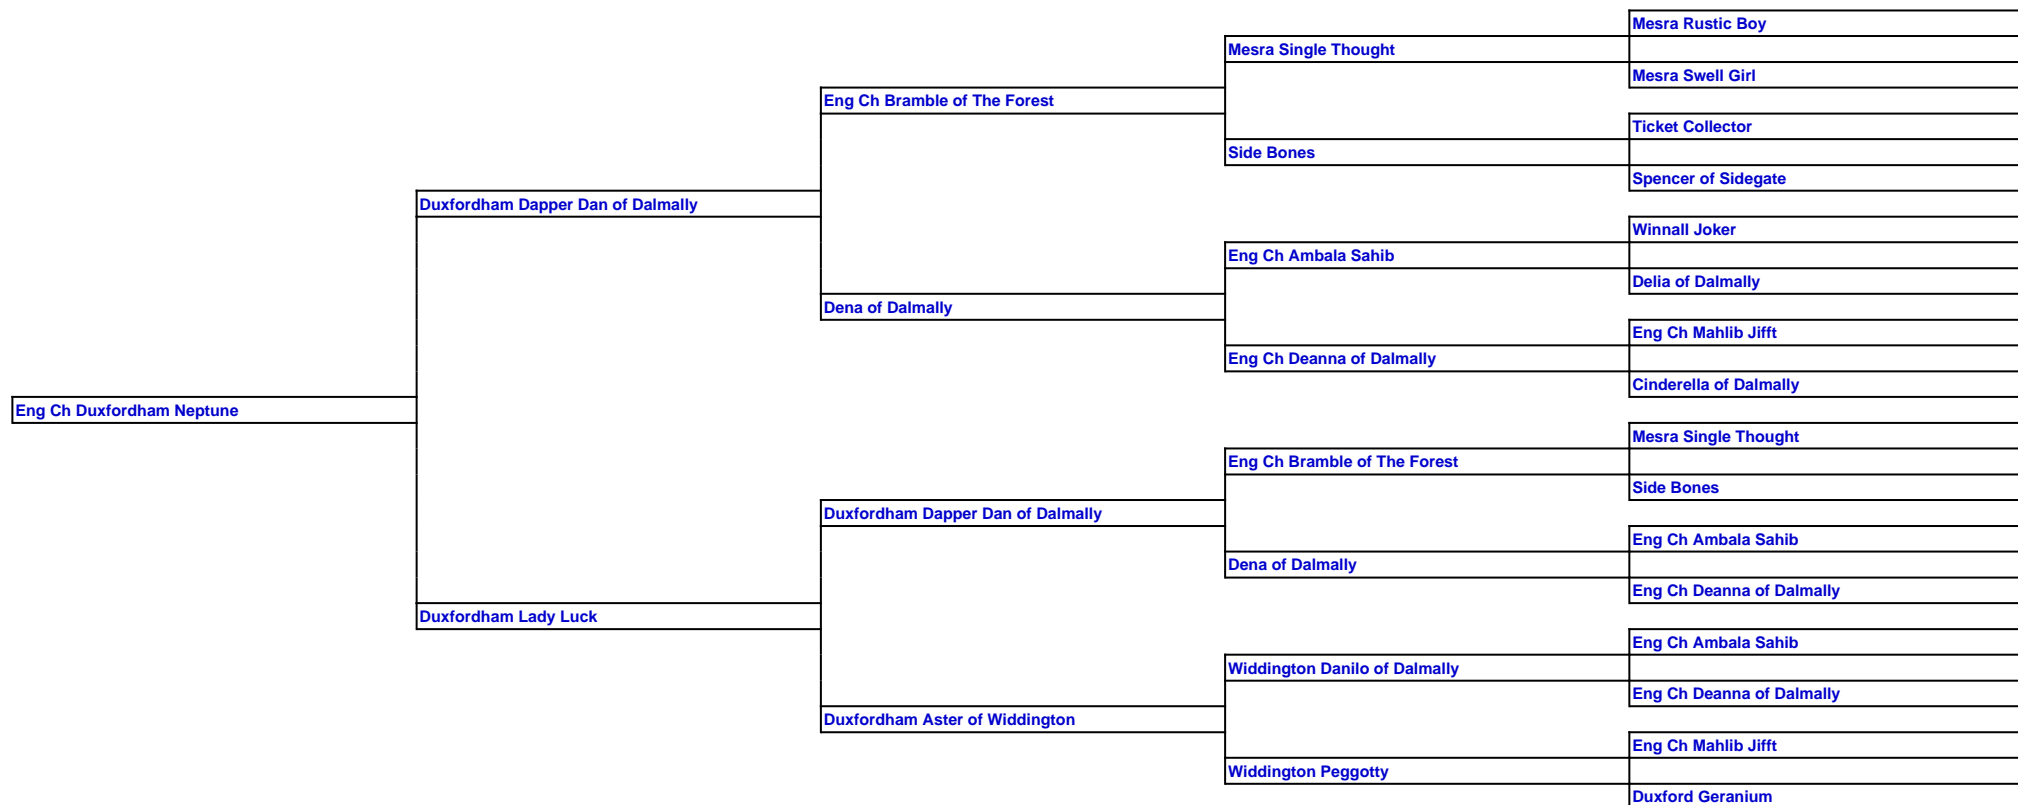 Mesra Rustic Boy
Mesra Single Thought
Mesra Swell Girl
Eng Ch Bramble of The Forest
Ticket Collector
Side Bones
Spencer of Sidegate
Duxfordham Dapper Dan of Dalmally
Winnall Joker
Eng Ch Ambala Sahib
Delia of Dalmally
Dena of Dalmally
Eng Ch Mahlib Jifft
Eng Ch Deanna of Dalmally
Cinderella of Dalmally
Eng Ch Duxfordham Neptune
Mesra Single Thought
Eng Ch Bramble of The Forest
Side Bones
Duxfordham Dapper Dan of Dalmally
Eng Ch Ambala Sahib
Dena of Dalmally
Eng Ch Deanna of Dalmally
Duxfordham Lady Luck
Eng Ch Ambala Sahib
Widdington Danilo of Dalmally
Eng Ch Deanna of Dalmally
Duxfordham Aster of Widdington
Eng Ch Mahlib Jifft
Widdington Peggotty
Duxford Geranium